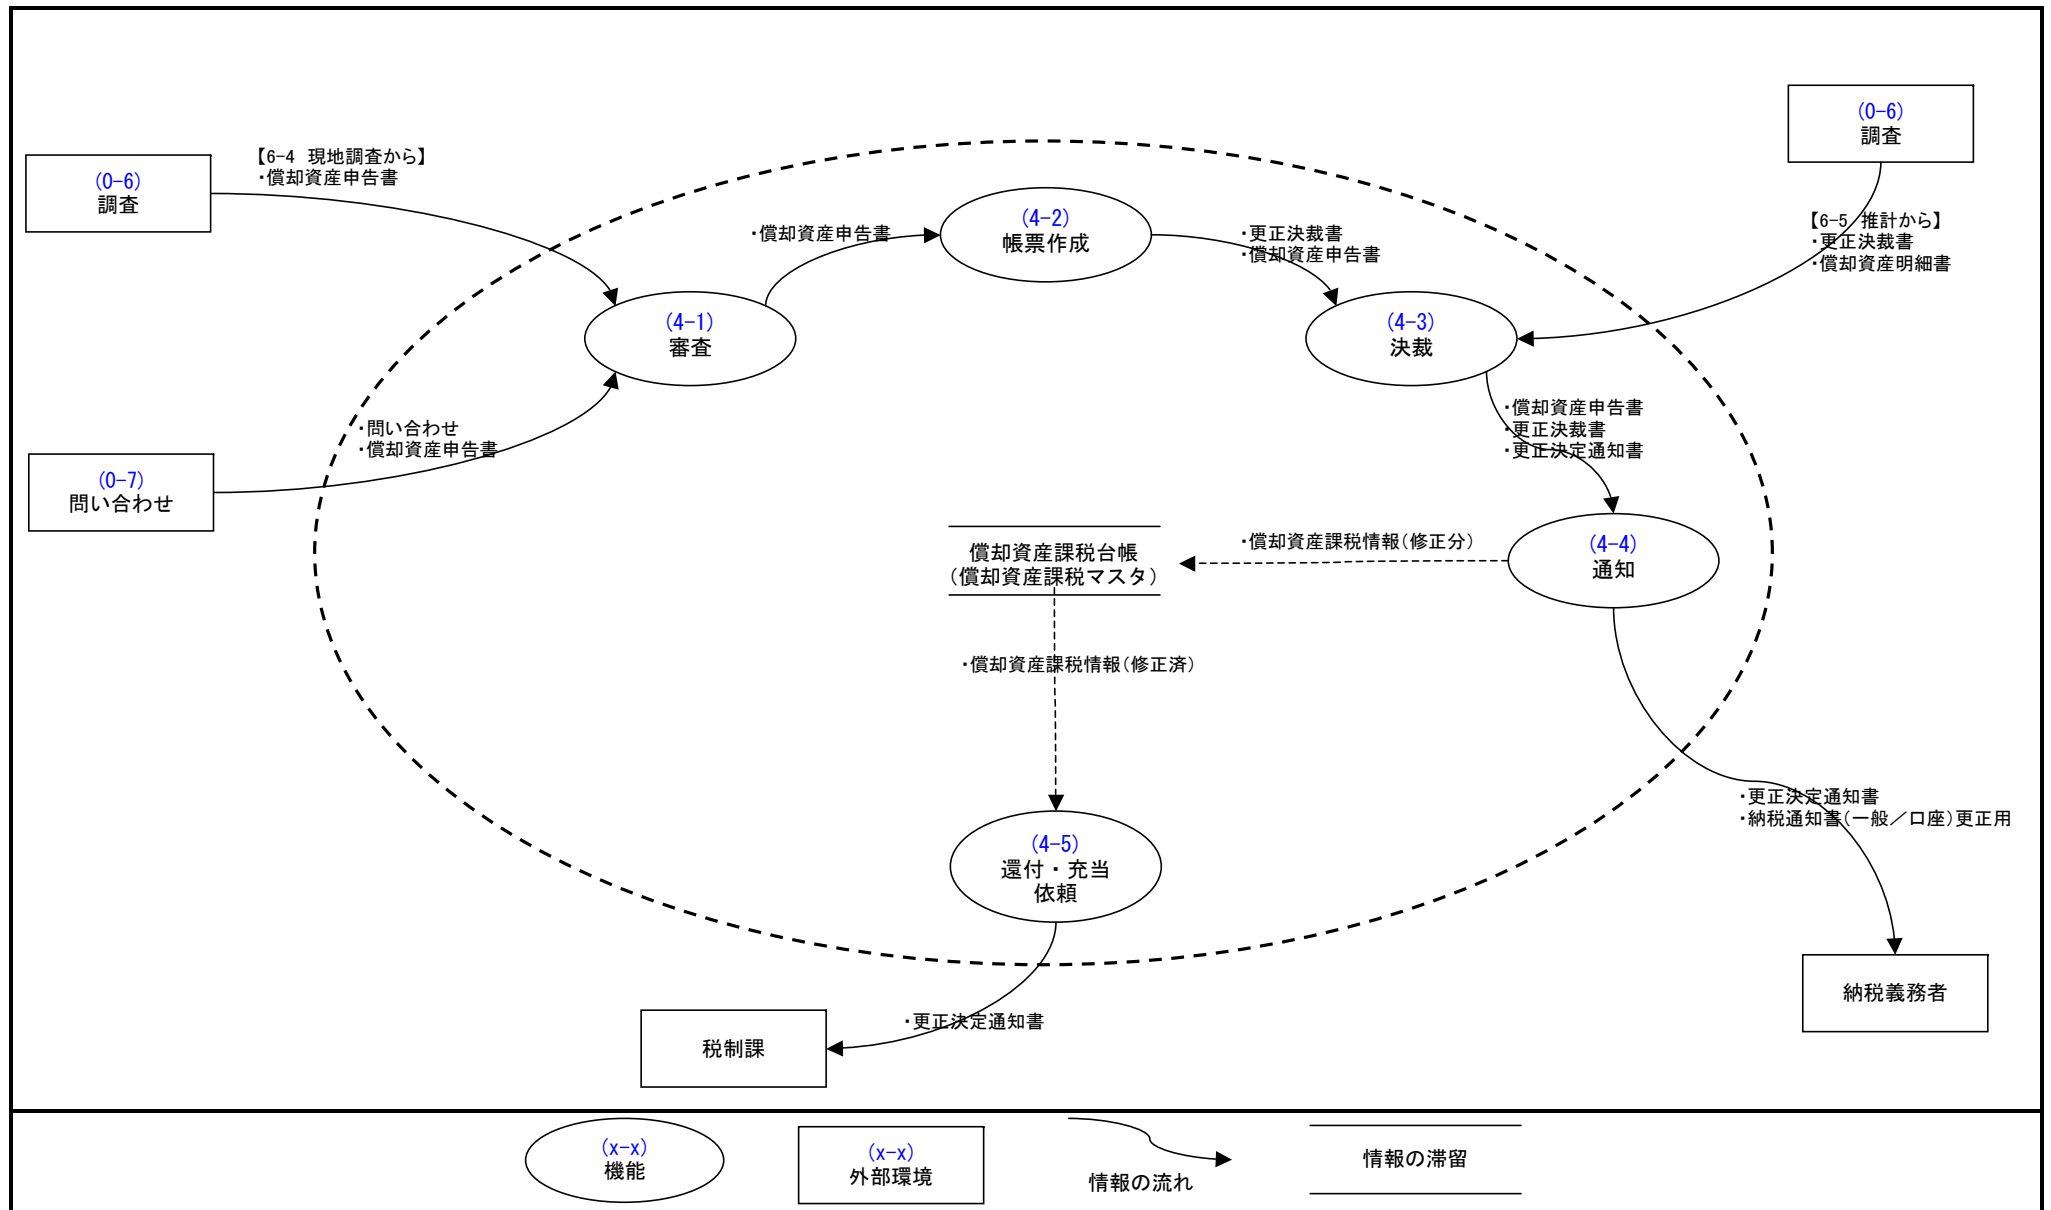 (0-6)
調査
【6-4 現地調査から】
・償却資産申告書
(0-6)
調査
【6-5 推計から】
・更正決裁書
・償却資産明細書
(4-2)
帳票作成
・償却資産申告書
・更正決裁書
・償却資産申告書
(4-1)
審査
(4-3)
決裁
・問い合わせ
・償却資産申告書
(0-7)
問い合わせ
・償却資産申告書
・更正決裁書
・更正決定通知書
償却資産課税台帳
(償却資産課税マスタ)
・償却資産課税情報(修正分)
(4-4)
通知
・償却資産課税情報(修正済)
・更正決定通知書
・納税通知書(一般/口座)更正用
(4-5)
還付・充当
依頼
納税義務者
・更正決定通知書
税制課
(x-x)
機能
(x-x)
外部環境
情報の流れ
情報の滞留